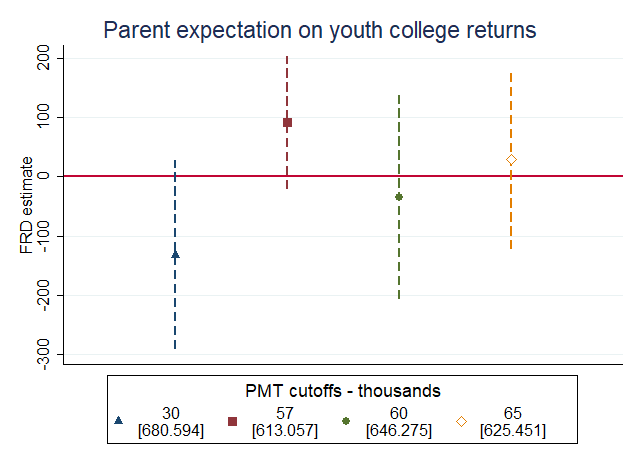 Parent expectation on youth college returns
FRD estimate
200
100
0
-100
-200
-300
PMT cutoffs - thousands
30 57 60 65
[680.594] [613.057] [646.275] [625.451]